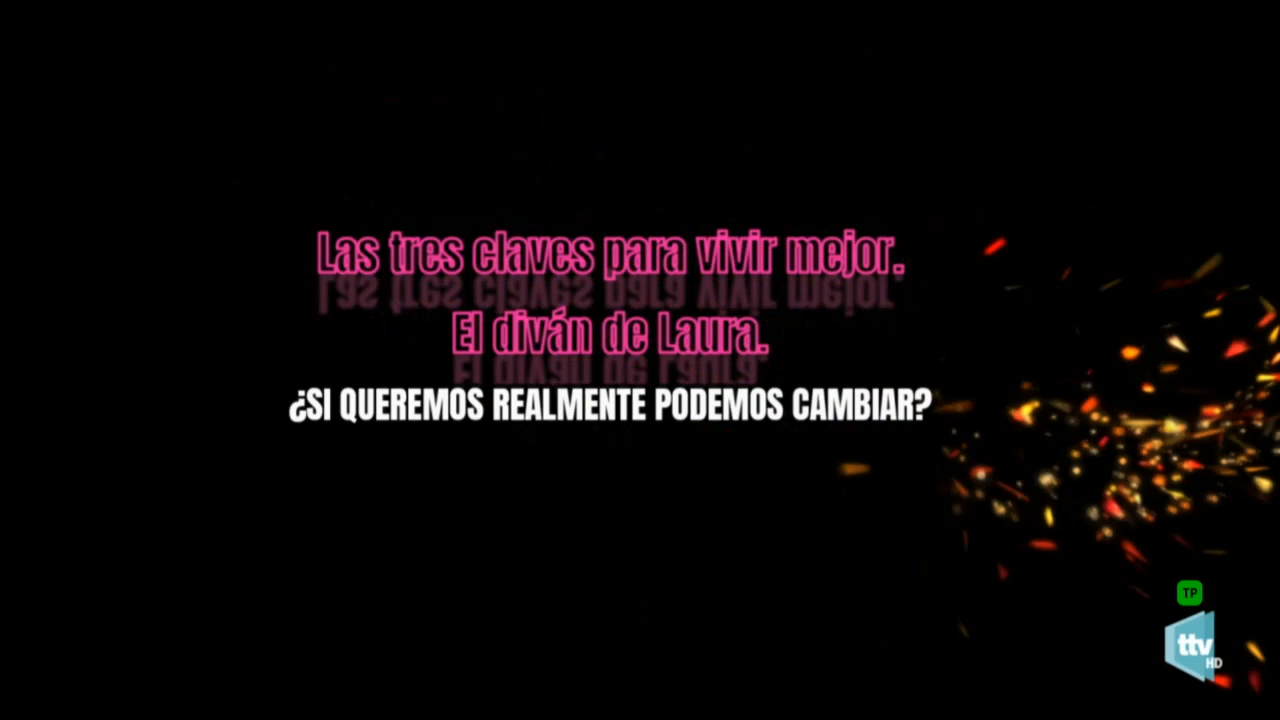 Las tres claves para vivir mejor.
El diván de Laura.
¿SI QUEREMOS REALMENTE PODEMOS CAMBIAR?
TP
ttv
HD